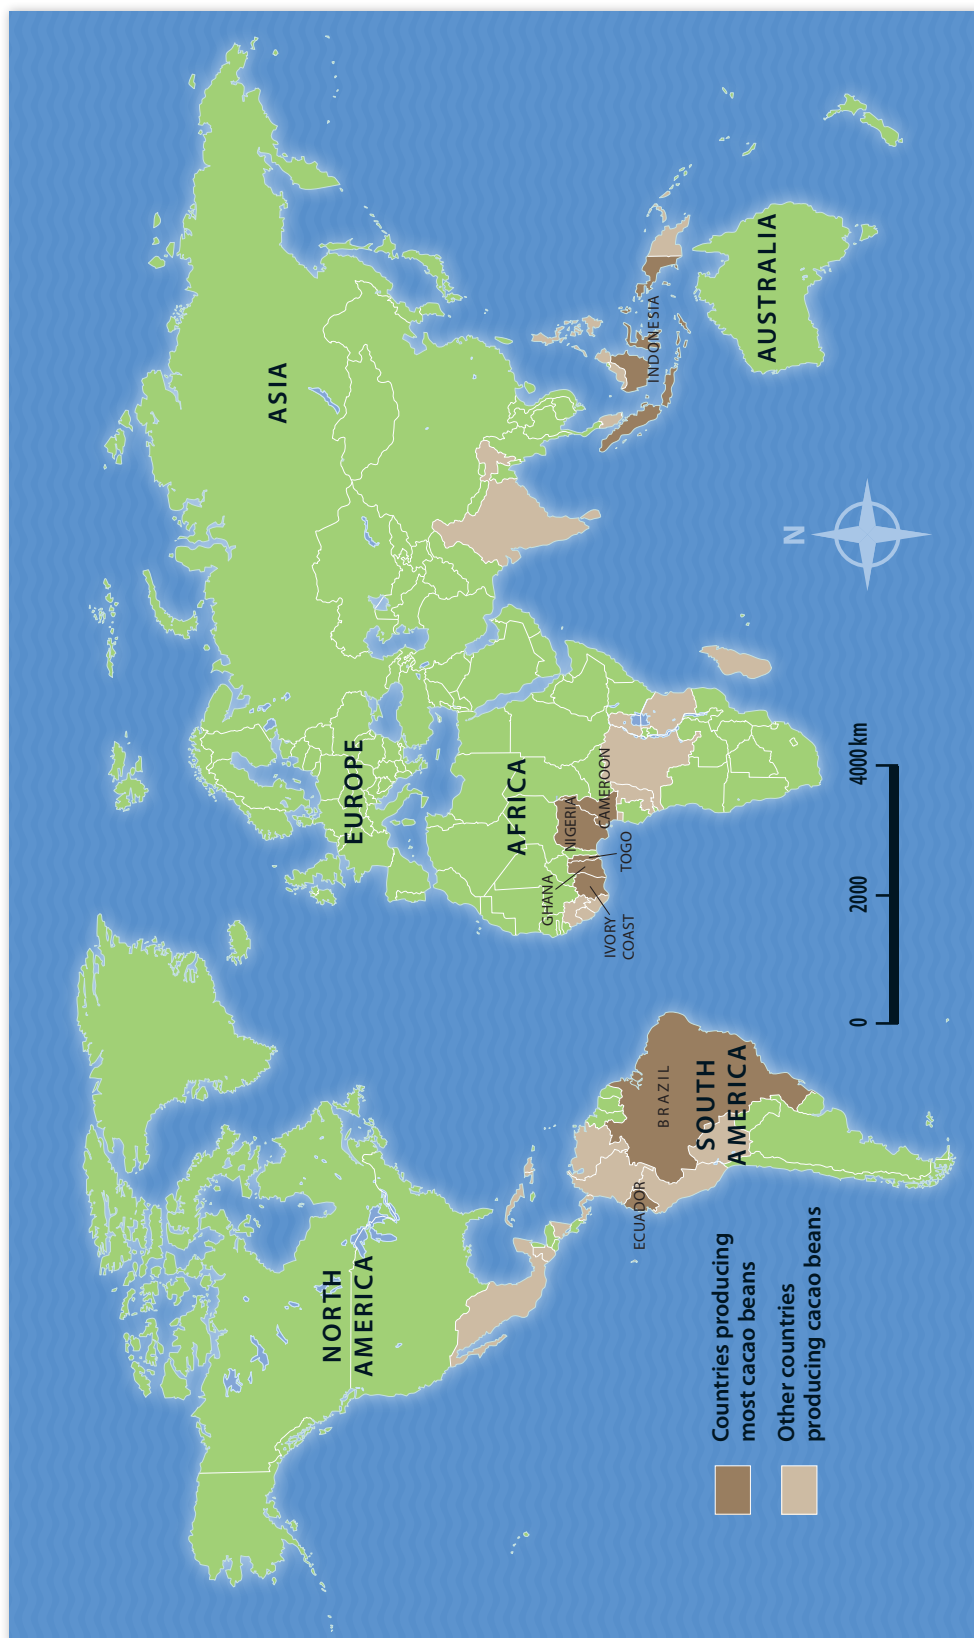 NORTH
AMERICA
EUROPE
ASIA
AFRICA
NIGERIA
CAMEROON
GHANA
TOGO
IVORY
COAST
INDONESIA
AUSTRALIA
ECUADOR
BRAZIL
SOUTH
AMERICA
N
Countries producing
most cacao beans
Other countries
producing cacao beans
0
2000
4000 km